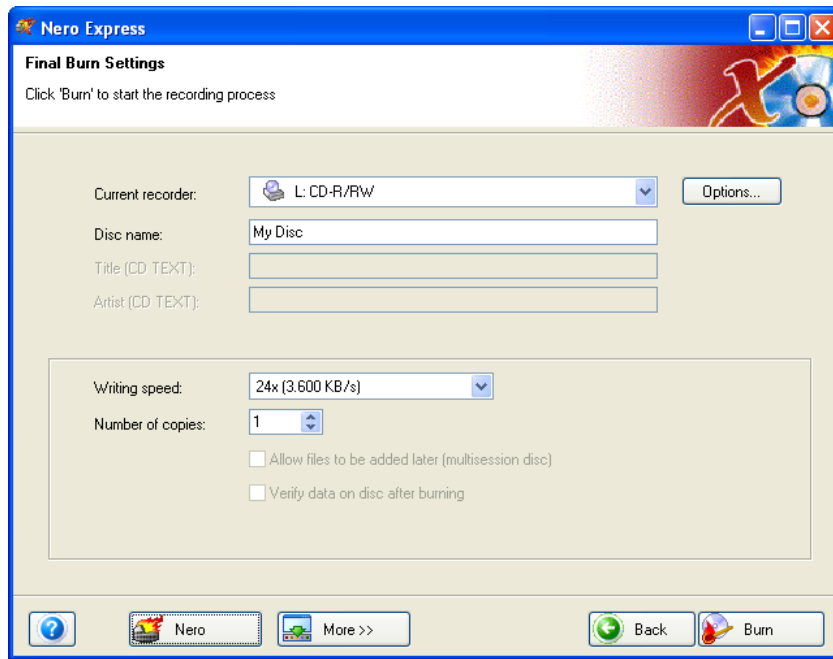 Nero Express
Final Burn Settings
Click 'Burn' to start the recording process
Current recorder: L: CD-R/RW Options...
Disc name: My Disc
Title (CD TEXT):
Artist (CD TEXT):
Writing speed: 24x (3.600 KB/s)
Number of copies: 1
Allow files to be added later (multisession disc)
Verify data on disc after burning
? Nero More >> Back Burn